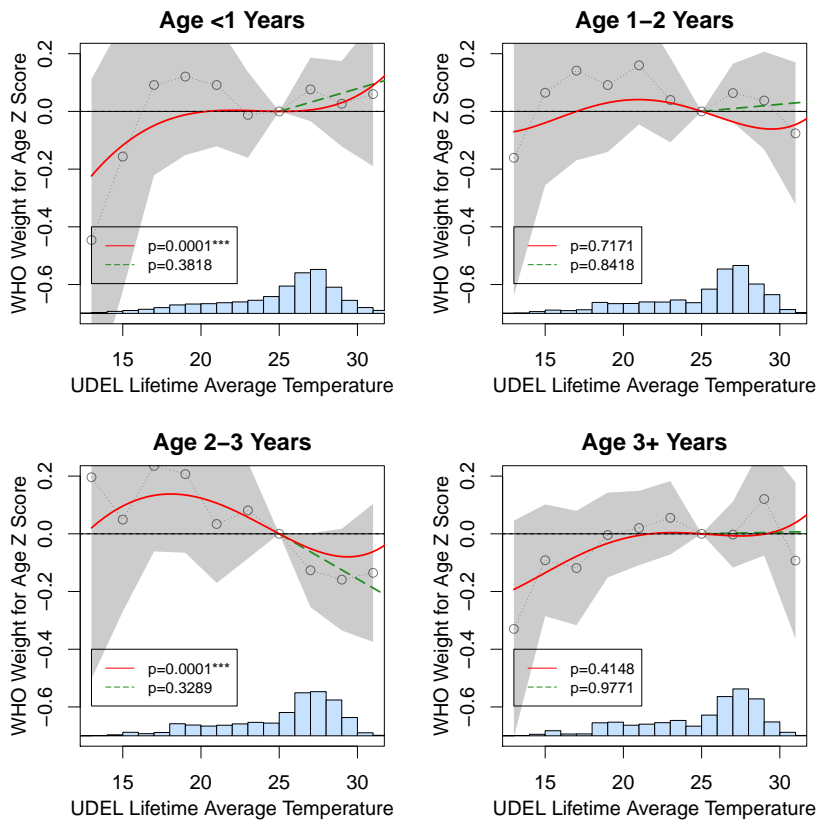 Age <1 Years
WHO Weight for Age Z Score
0.2
0.0
−0.2
−0.4
−0.6
p=0.0001***
p=0.3818
15 20 25 30
UDEL Lifetime Average Temperature
Age 1−2 Years
WHO Weight for Age Z Score
0.2
0.0
−0.2
−0.4
−0.6
p=0.7171
p=0.8418
15 20 25 30
UDEL Lifetime Average Temperature
Age 2−3 Years
WHO Weight for Age Z Score
0.2
0.0
−0.2
−0.4
−0.6
p=0.0001***
p=0.3289
15 20 25 30
UDEL Lifetime Average Temperature
Age 3+ Years
WHO Weight for Age Z Score
0.2
0.0
−0.2
−0.4
−0.6
p=0.4148
p=0.9771
15 20 25 30
UDEL Lifetime Average Temperature